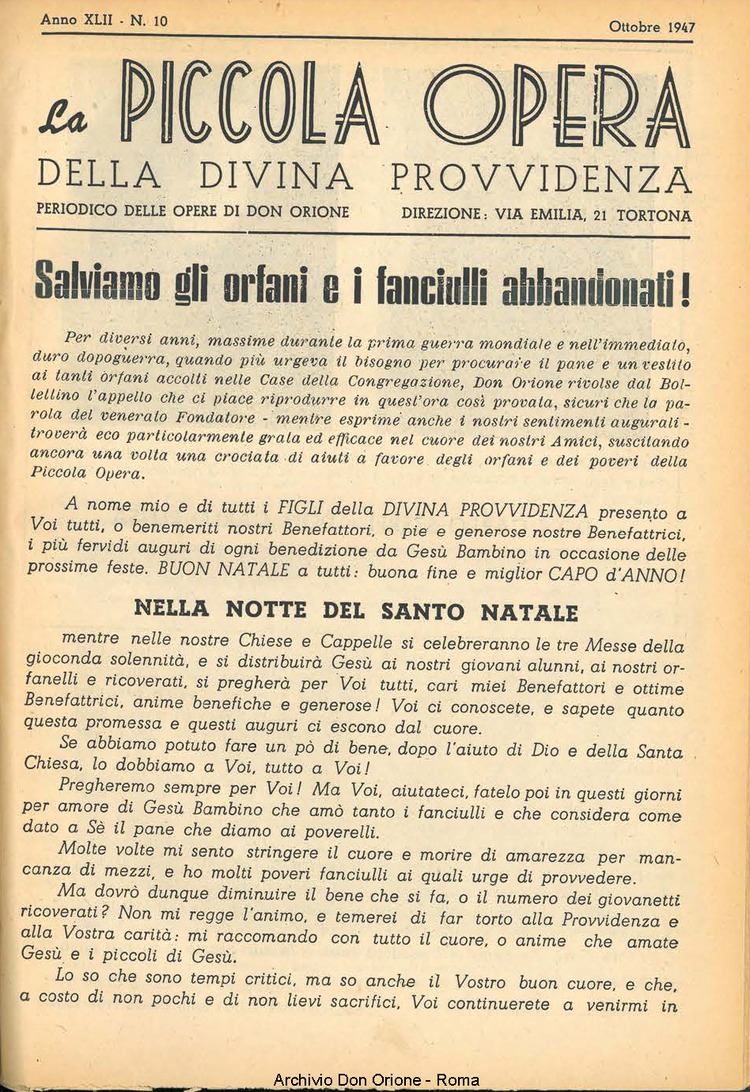 Anno XLII - N. 10
Ottobre 1947
La PICCOLA OPERA
DELLA DIVINA PROVVIDENZA
PERIODICO DELLE OPERE DI DON ORIONE
DIREZIONE: VIA EMILIA, 21 TORTONA
Salviamo gli orfani e i fanciulli abbandonati!
Per diversi anni, massime durante la prima guerra mondiale e nell'immediato,
duro dopoguerra, quando più urgeva il bisogno per procurare il pane e un vestito
ai tanti orfani accolti nelle Case della Congregazione, Don Orione rivolse dal Bol-
lettino l'appello che ci piace riprodurre in quest'ora così provata, sicuri che la pa-
rola del venerato Fondatore - mentre esprime anche i nostri sentimenti augurali -
troverà eco particolarmente grata ed efficace nel cuore dei nostri Amici, suscitando
ancora una volta una crociata di aiuti a favore degli orfani e dei poveri della
Piccola Opera.
A nome mio e di tutti i FIGLI della DIVINA PROVVIDENZA presento a
Voi tutti, o benemeriti nostri Benefattori, o pie e generose nostre Benefattrici,
i più fervidi auguri di ogni benedizione da Gesù Bambino in occasione delle
prossime feste. BUON NATALE a tutti: buona fine e miglior CAPO d'ANNO!
NELLA NOTTE DEL SANTO NATALE
mentre nelle nostre Chiese e Cappelle si celebreranno le tre Messe della
gioconda solennità, e si distribuirà Gesù ai nostri giovani alunni, ai nostri or-
fanelli e ricoverati, si pregherà per Voi tutti, cari miei Benefattori e ottime
Benefattrici, anime benefiche e generose! Voi ci conoscete, e sapete quanto
questa promessa e questi auguri ci escono dal cuore.
Se abbiamo potuto fare un pò di bene, dopo l'aiuto di Dio e della Santa
Chiesa, lo dobbiamo a Voi, tutto a Voi!
Pregheremo sempre per Voi! Ma Voi, aiutateci, fatelo poi in questi giorni
per amore di Gesù Bambino che amò tanto i fanciulli e che considera come
dato a Sè il pane che diamo ai poverelli.
Molte volte mi sento stringere il cuore e morire di amarezza per man-
canza di mezzi, e ho molti poveri fanciulli ai quali urge di provvedere.
Ma dovrò dunque diminuire il bene che si fa, o il numero dei giovanetti
ricoverati? Non mi regge l'animo, e temerei di far torto alla Provvidenza e
alla Vostra carità: mi raccomando con tutto il cuore, o anime che amate
Gesù e i piccoli di Gesù.
Lo so che sono tempi critici, ma so anche il Vostro buon cuore, e che,
a costo di non pochi e di non lievi sacrifici, Voi continuerete a venirmi in
Archivio Don Orione - Roma